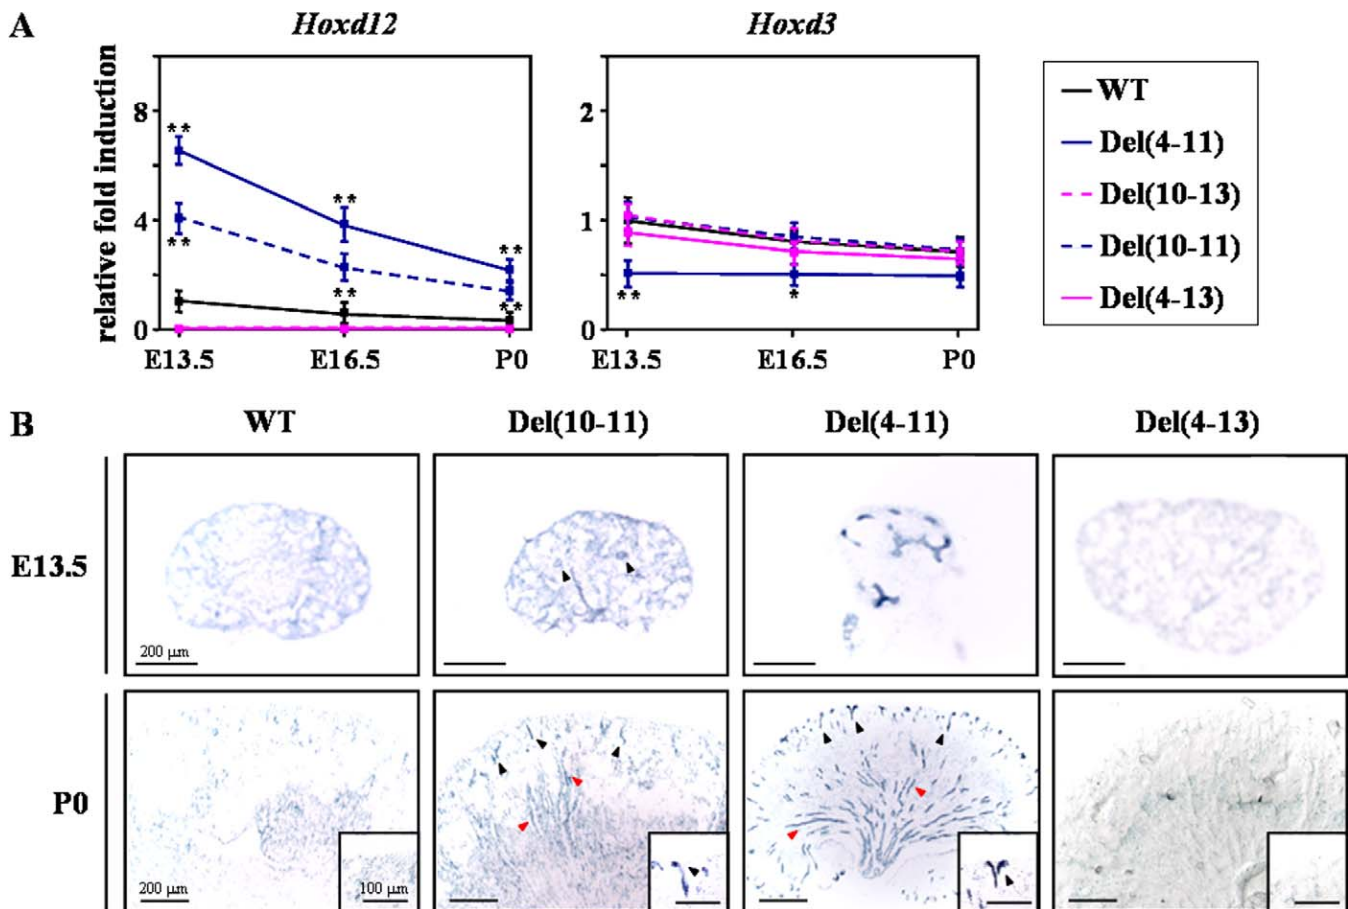 A
Hoxd12
Hoxd3
relative fold induction
8
4
0
**
**
**
**
**
**
E13.5
E16.5
P0
2
1
0
**
*
E13.5
E16.5
P0
WT
Del(4-11)
Del(10-13)
Del(10-11)
Del(4-13)
B
WT
Del(10-11)
Del(4-11)
Del(4-13)
E13.5
200 µm
P0
200 µm
100 µm